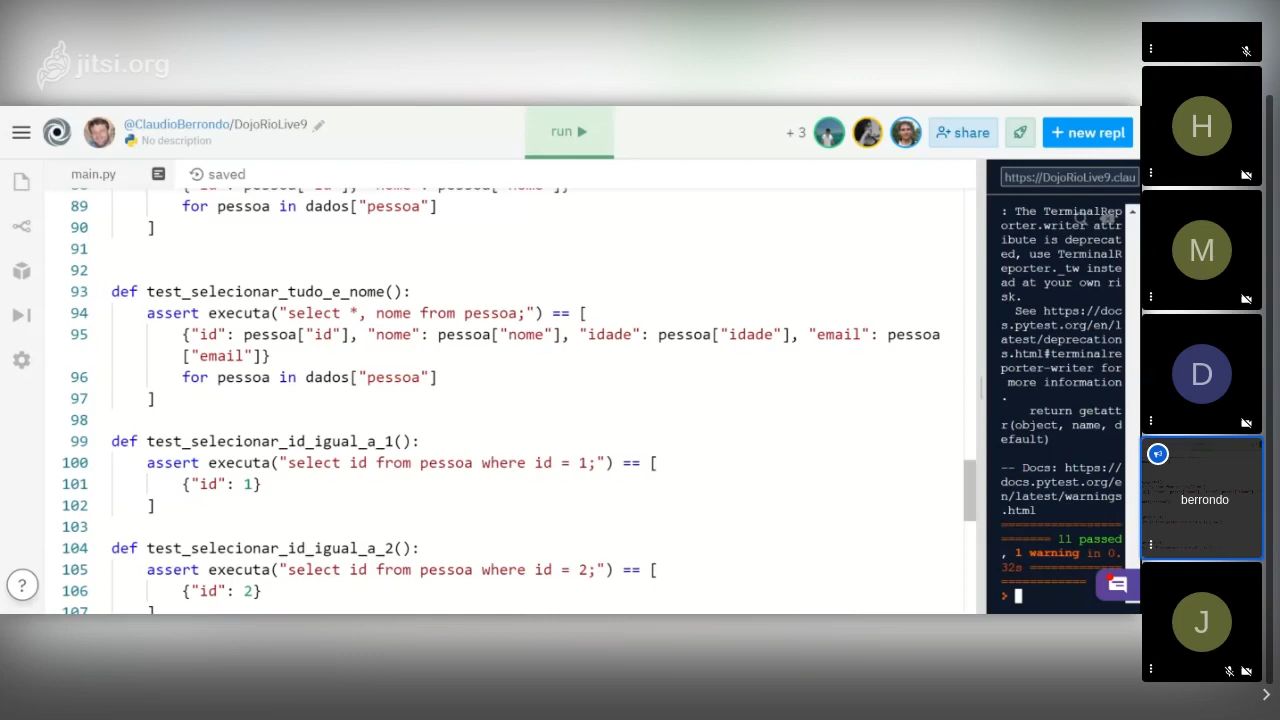 jitsi.org
@ClaudioBerrondo/DojoRioLive9
No description
run
+ 3
share
+ new repl
main.py
saved
https://DojoRioLive9.clau
89 for pessoa in dados["pessoa"]
90 ]
91
92
93 def test_selecionar_tudo_e_nome():
94 assert executa("select *, nome from pessoa;") == [
95 {"id": pessoa["id"], "nome": pessoa["nome"], "idade": pessoa["idade"], "email": pessoa
["email"]}
96 for pessoa in dados["pessoa"]
97 ]
98
99 def test_selecionar_id_igual_a_1():
100 assert executa("select id from pessoa where id = 1;") == [
101 {"id": 1}
102 ]
103
104 def test_selecionar_id_igual_a_2():
105 assert executa("select id from pessoa where id = 2;") == [
106 {"id": 2}
107 ]
: The TerminalRep
orter.writer attr
ibute is deprecat
ed, use TerminalR
eporter._tw inste
ad at your own ri
sk.
See https://doc
s.pytest.org/en/l
atest/deprecation
s.html#terminalre
porter-writer for
more information
.
return getatt
r(object, name, d
efault)
-- Docs: https://
docs.pytest.org/e
n/latest/warnings
.html
=================
======= 11 passed
, 1 warning in 0.
32s =============
============
>
?
H
M
D
berrondo
J